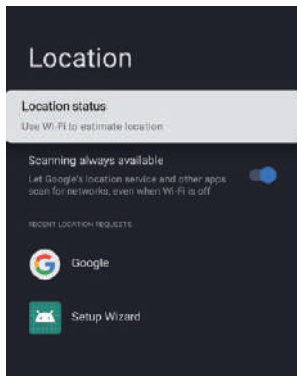 Location
Location status
Use Wi-Fi to estimate location
Scanning always available
Let Google's location service and other apps
scan for networks, even when Wi-Fi is off
RECENT LOCATION REQUESTS
Google
Setup Wizard